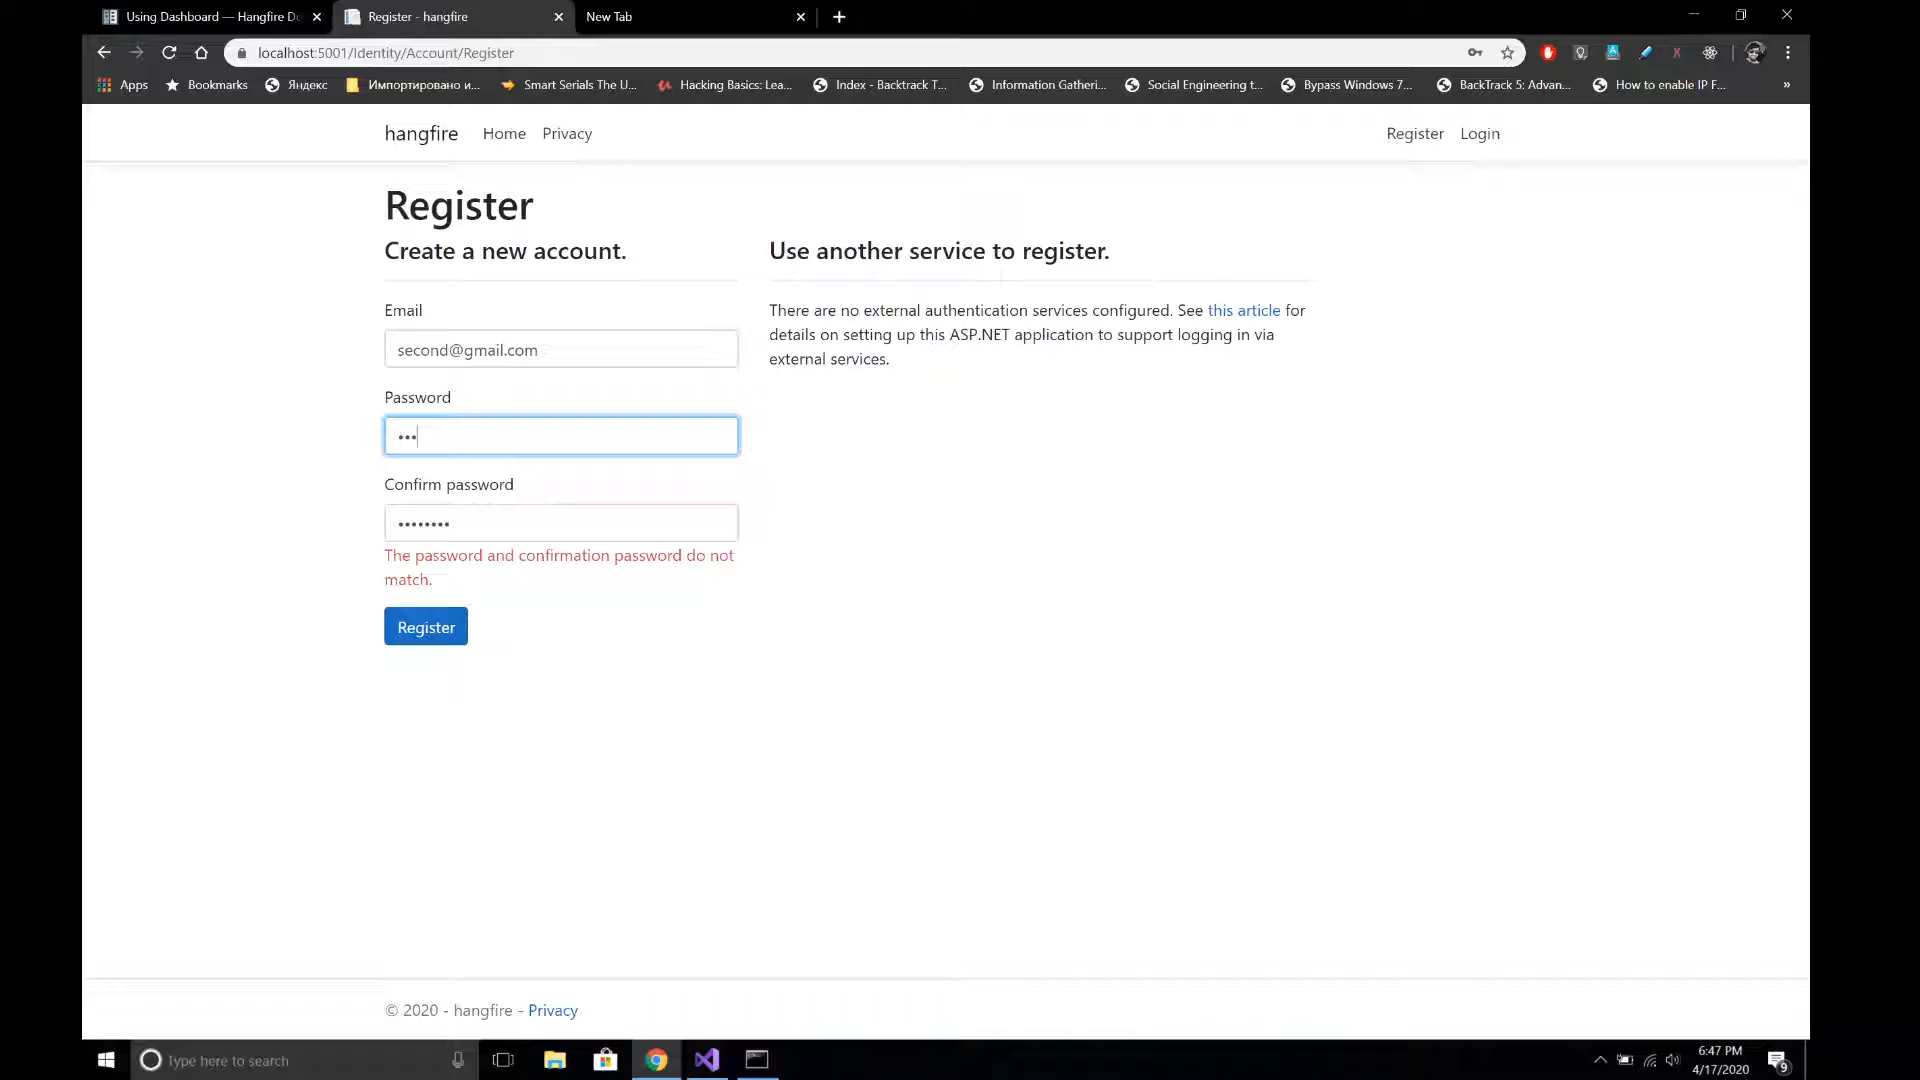 Using Dashboard — Hangfire Do
Register - hangfire
New Tab
localhost:5001/Identity/Account/Register
Apps
Bookmarks
Яндекс
Импортировано и...
Smart Serials The U...
Hacking Basics: Lea...
Index - Backtrack T...
Information Gatheri...
Social Engineering t...
Bypass Windows 7...
BackTrack 5: Advan...
How to enable IP F...
»
hangfire
Home
Privacy
Register
Login
Register
Create a new account.
Use another service to register.
Email
second@gmail.com
Password
•••
Confirm password
••••••••
The password and confirmation password do not
match.
Register
There are no external authentication services configured. See this article for
details on setting up this ASP.NET application to support logging in via
external services.
© 2020 - hangfire - Privacy
Type here to search
6:47 PM
4/17/2020
9